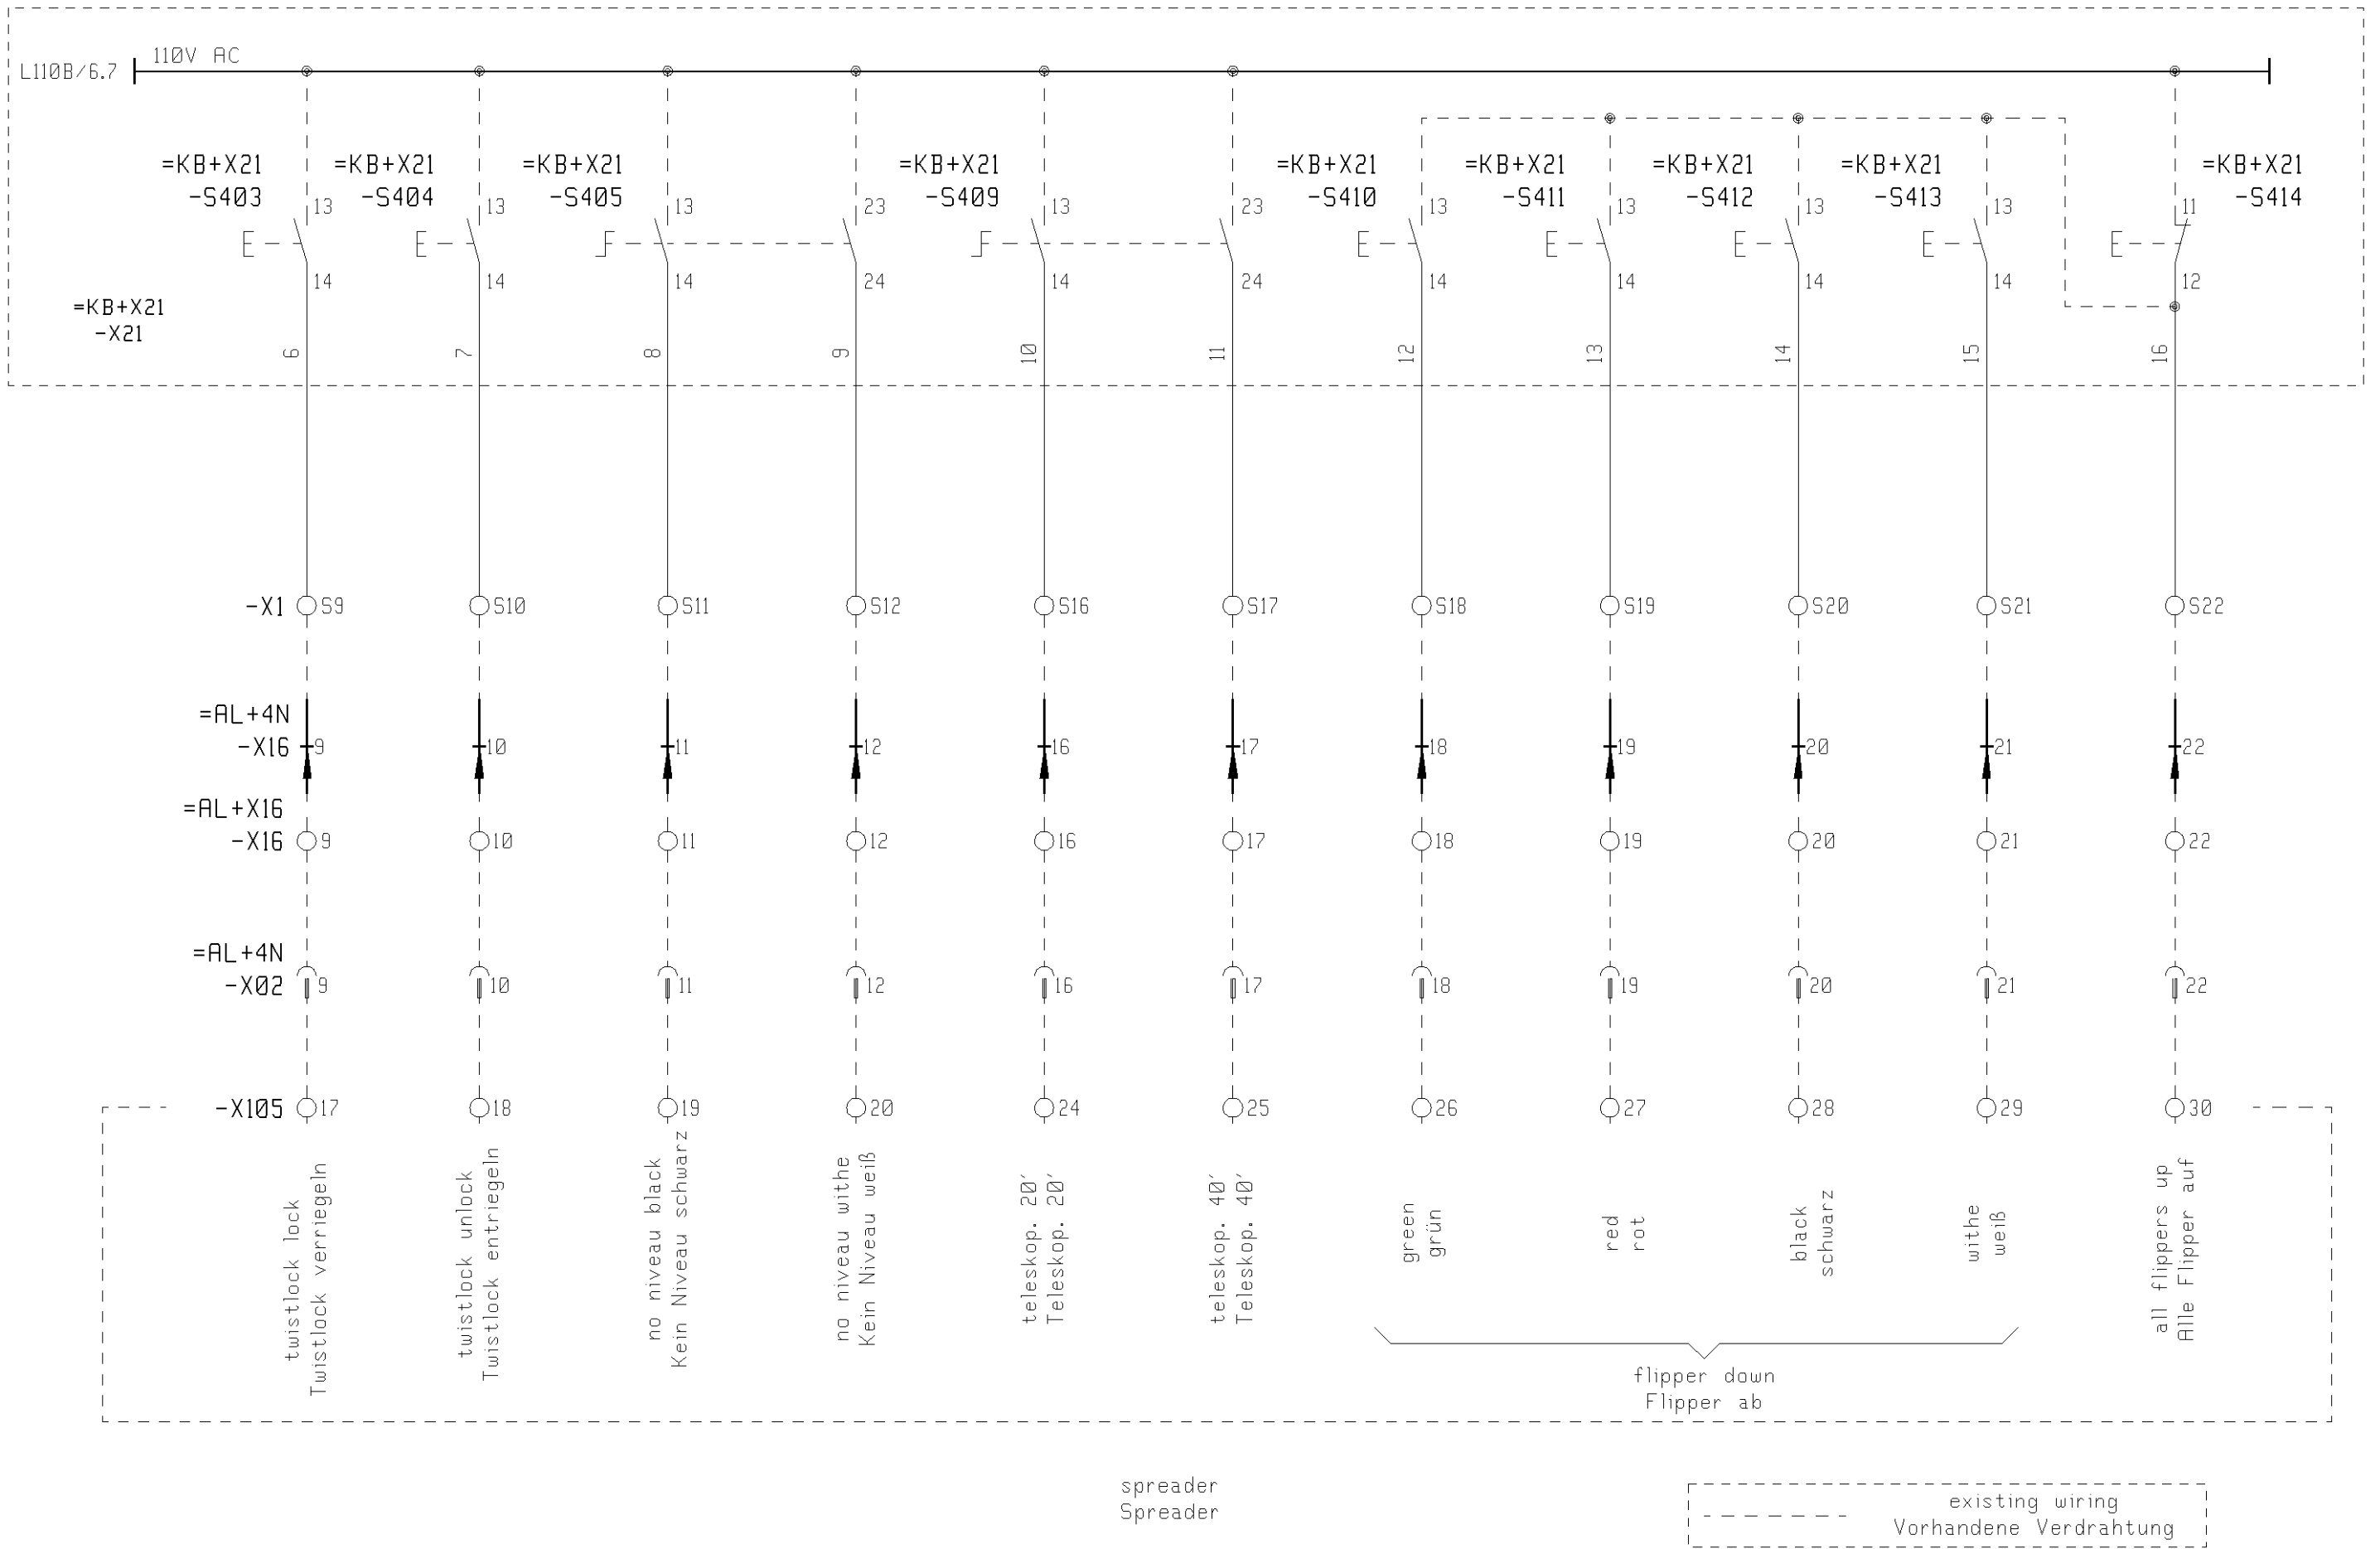 110V AC
L110B/6.7
=KB+X21
-S403
=KB+X21
-S404
=KB+X21
-S405
=KB+X21
-S409
=KB+X21
-S410
=KB+X21
-S411
=KB+X21
-S412
=KB+X21
-S413
=KB+X21
-S414
13 13 13 23 13 23 13 13 13 13 11
14 14 14 24 14 24 14 14 14 14 12
=KB+X21
-X21
6 7 8 9 10 11 12 13 14 15 16
-X1 S9 S10 S11 S12 S16 S17 S18 S19 S20 S21 S22
=AL+4N
-X16 9 10 11 12 16 17 18 19 20 21 22
=AL+X16
-X16 9 10 11 12 16 17 18 19 20 21 22
=AL+4N
-X02 9 10 11 12 16 17 18 19 20 21 22
-X105 17 18 19 20 24 25 26 27 28 29 30
twistlock lock
Twistlock verriegeln
twistlock unlock
Twistlock entriegeln
no niveau black
Kein Niveau schwarz
no niveau withe
Kein Niveau weiß
teleskop. 20'
Teleskop. 20'
teleskop. 40'
Teleskop. 40'
green
grün
red
rot
black
schwarz
withe
weiß
all flippers up
Alle Flipper auf
flipper down
Flipper ab
spreader
Spreader
existing wiring
Vorhandene Verdrahtung